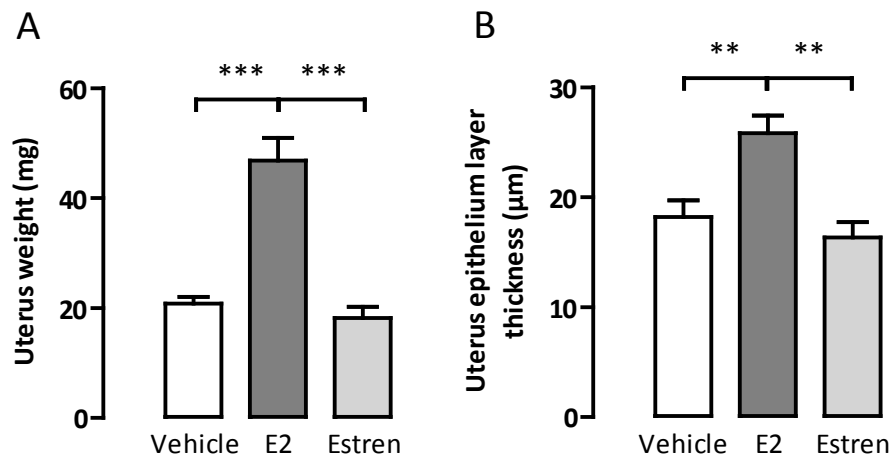 A
*** ***
Uterus weight (mg)
60
40
20
0
Vehicle E2 Estren
B
** **
Uterus epithelium layer
thickness (µm)
30
20
10
0
Vehicle E2 Estren